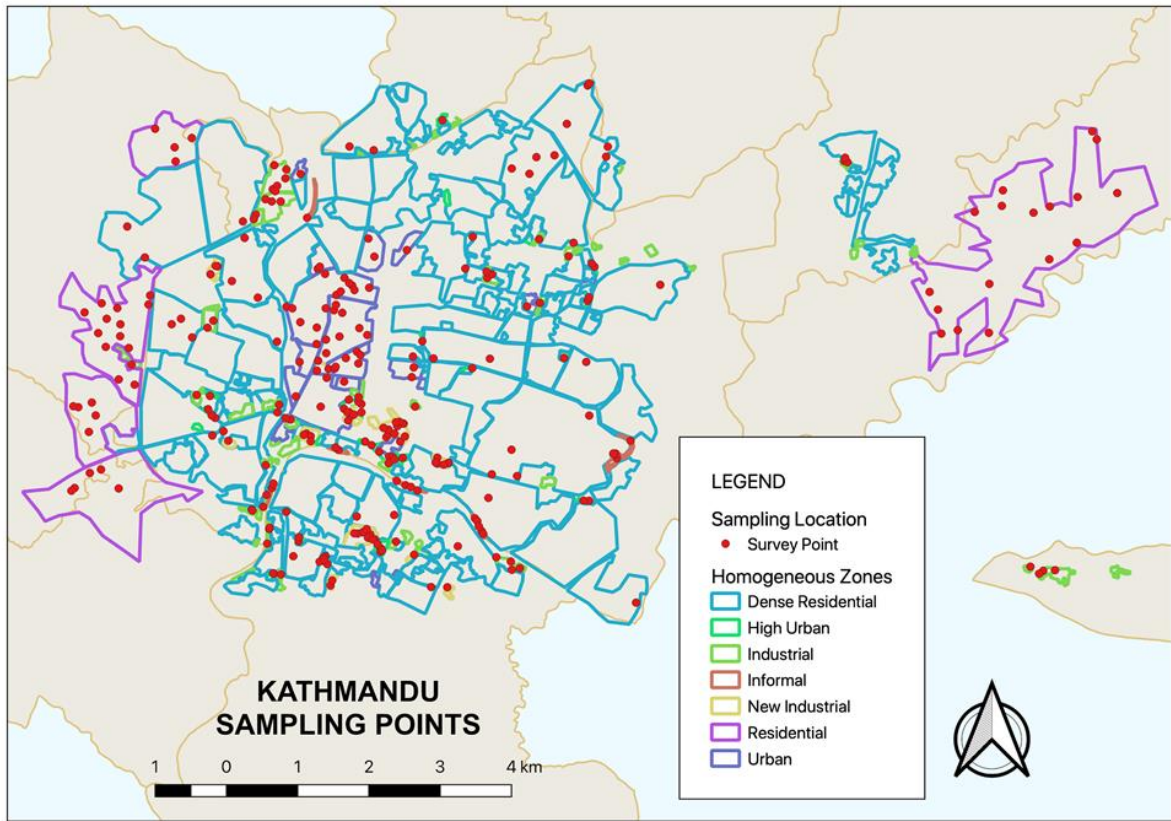 LEGEND
Sampling Location
Survey Point
Homogeneous Zones
Dense Residential
High Urban
Industrial
Informal
New Industrial
Residential
Urban
KATHMANDU
SAMPLING POINTS
1 0 1 2 3 4 km